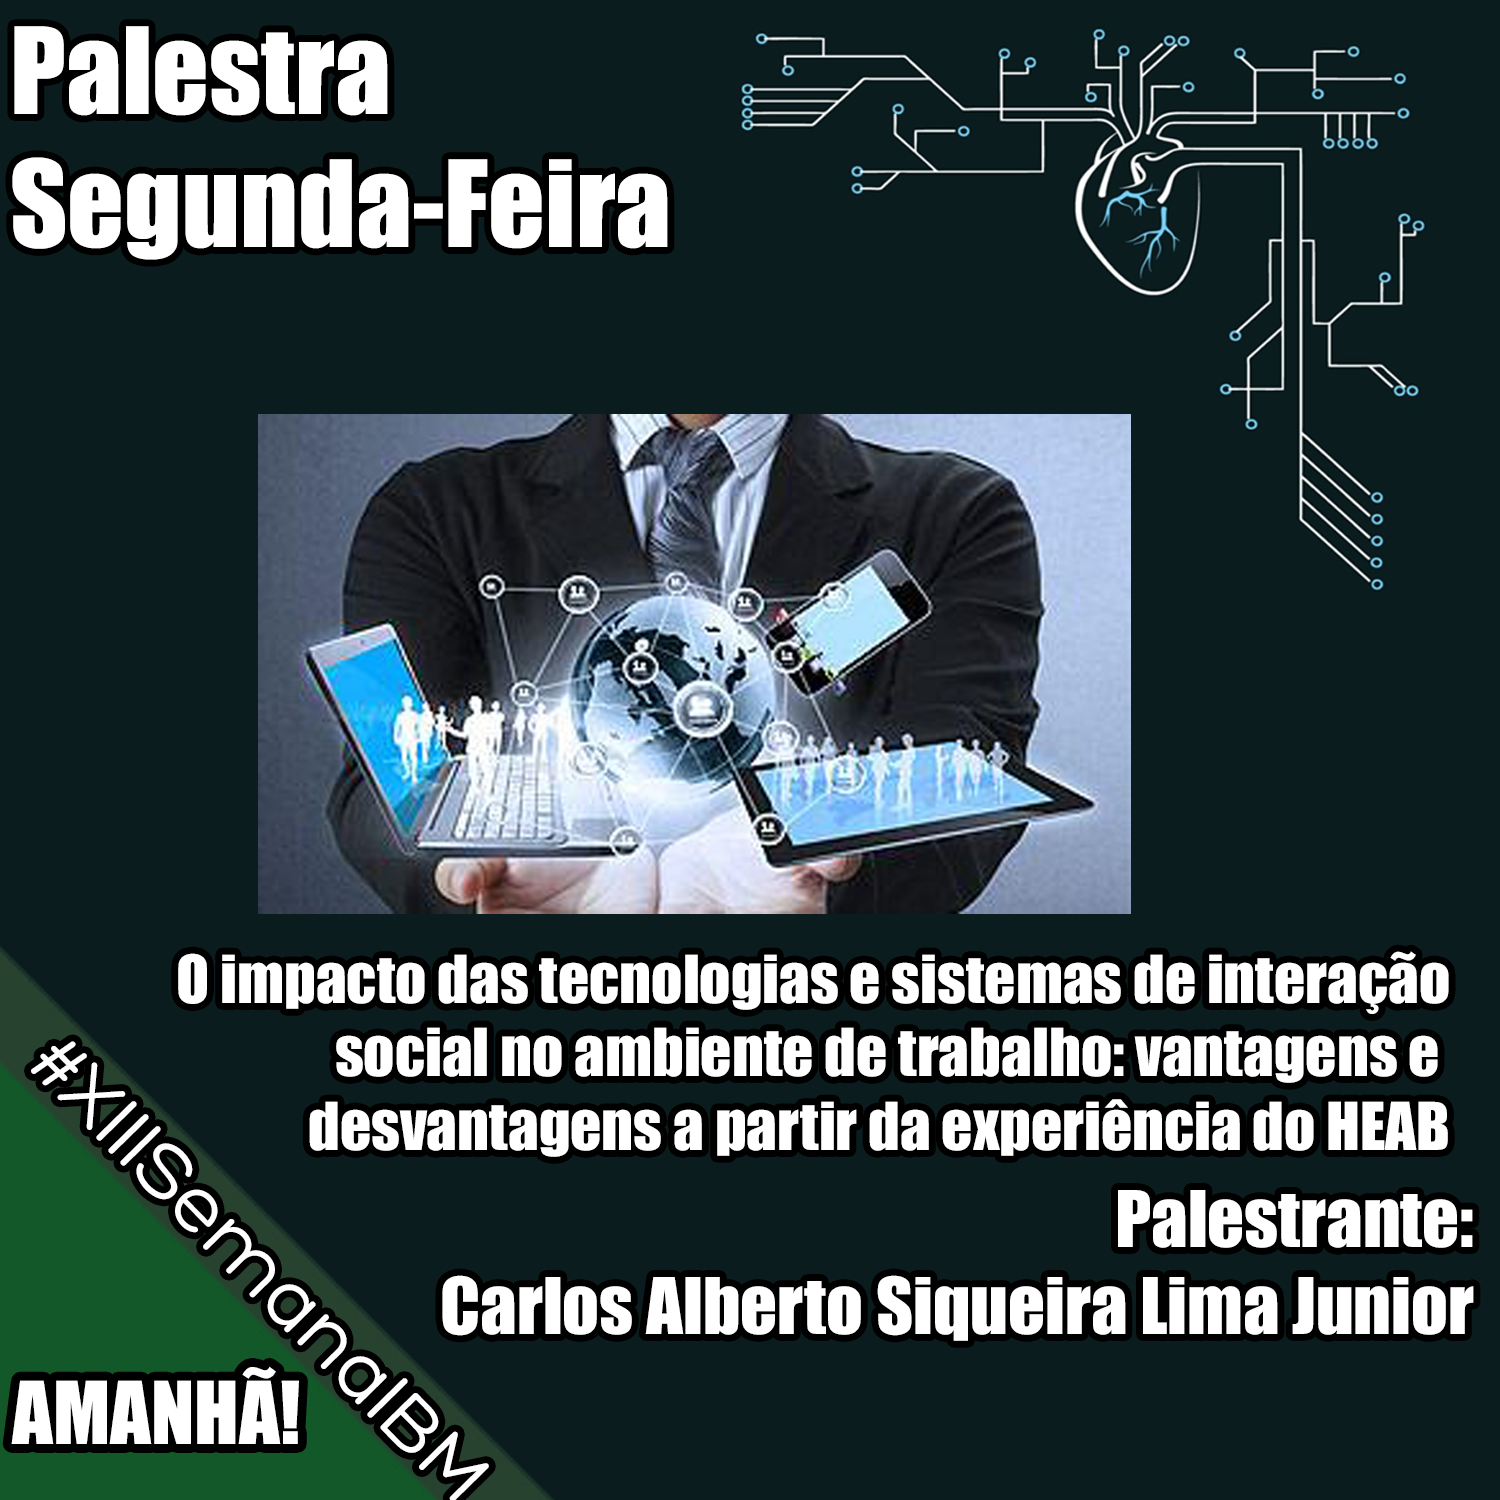 Palestra
Segunda-Feira
O impacto das tecnologias e sistemas de interação
social no ambiente de trabalho: vantagens e
desvantagens a partir da experiência do HEAB
Palestrante:
Carlos Alberto Siqueira Lima Junior
#XIIISemanaIBM
AMANHÃ!